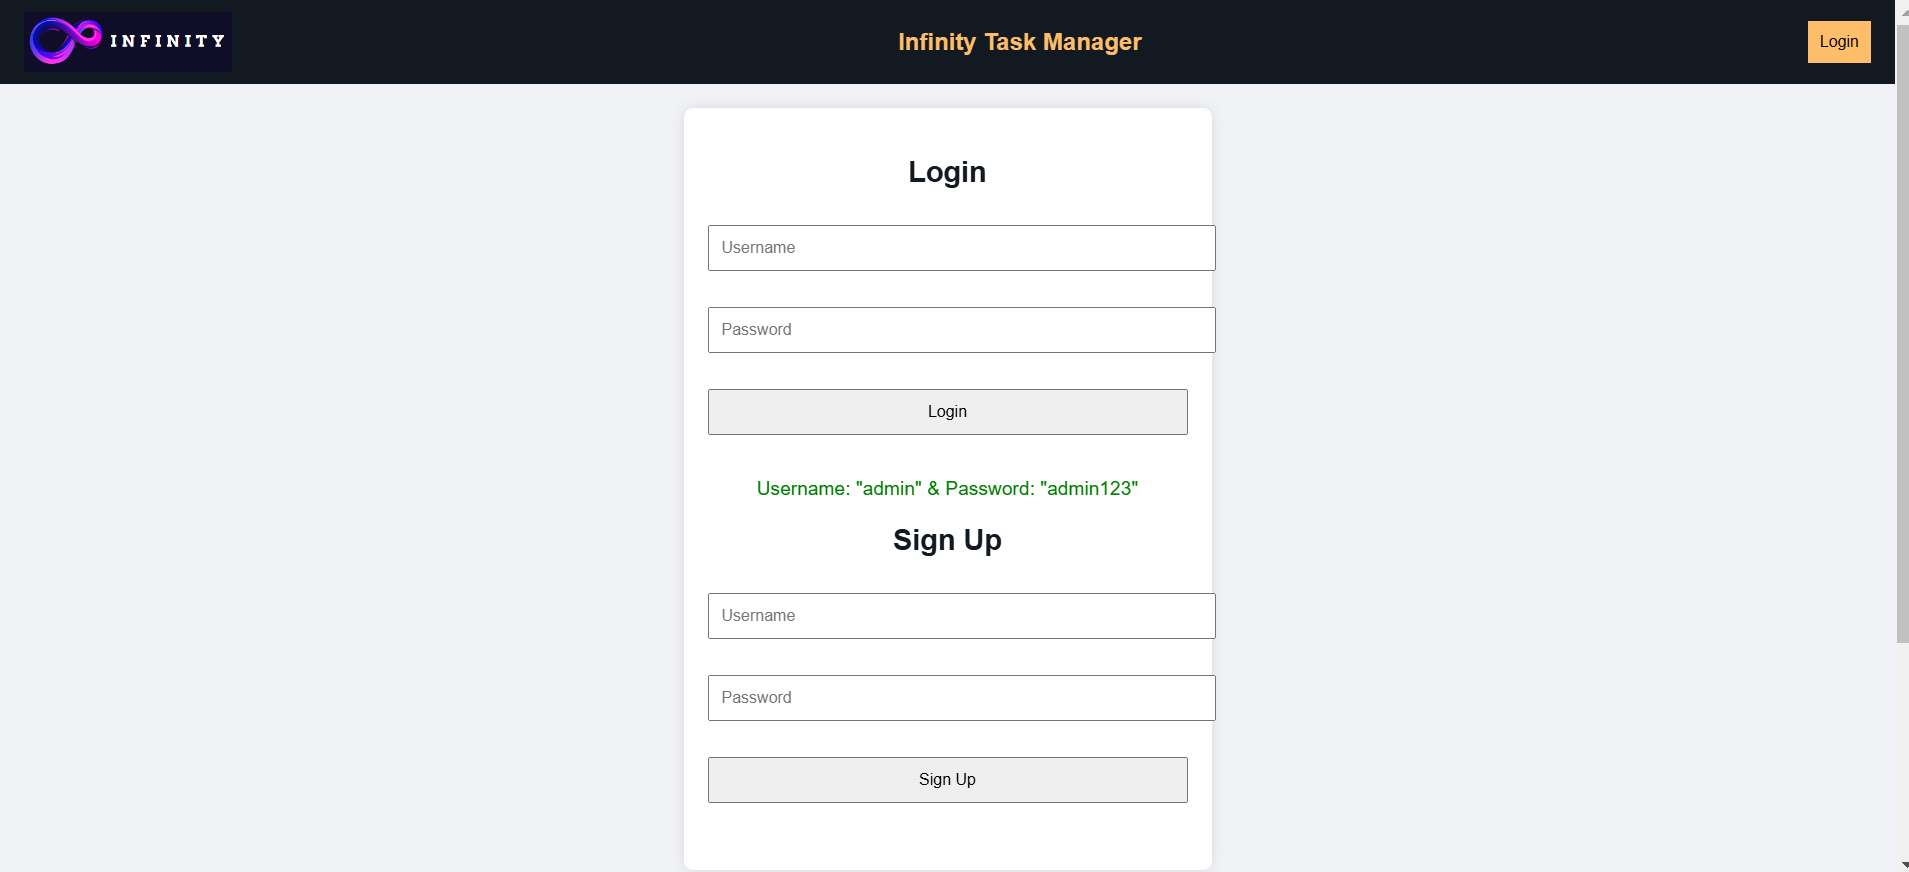 INFINITY
Infinity Task Manager
Login
Login
Username
Password
Login
Username: "admin" & Password: "admin123"
Sign Up
Username
Password
Sign Up